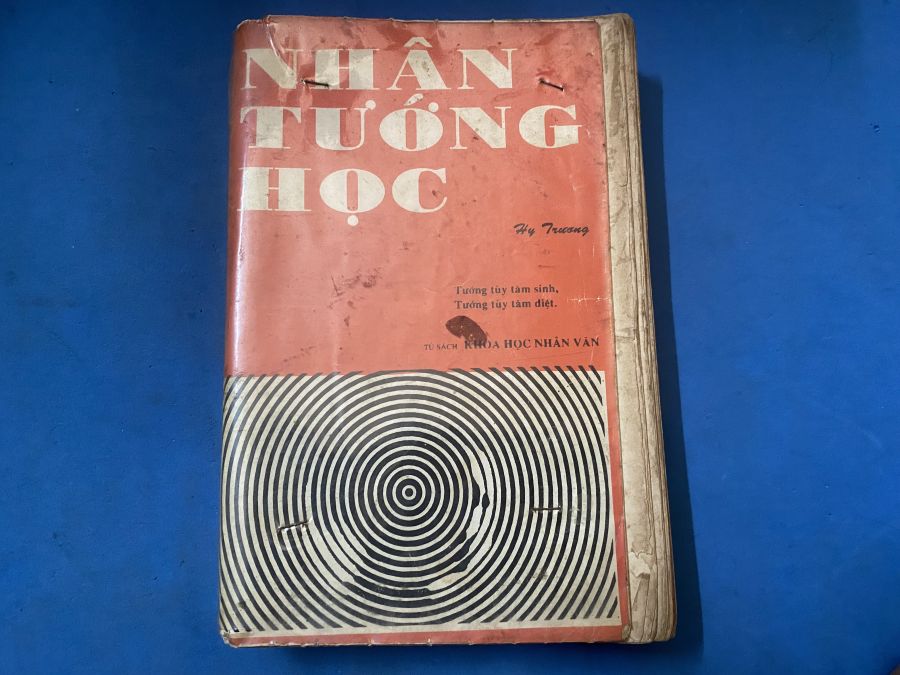 NHÂN
TƯỚNG
HỌC
Hy Trương
Tướng tùy tâm sinh,
Tướng tùy tâm diệt.
TỦ SÁCH KHOA HỌC NHÂN VĂN